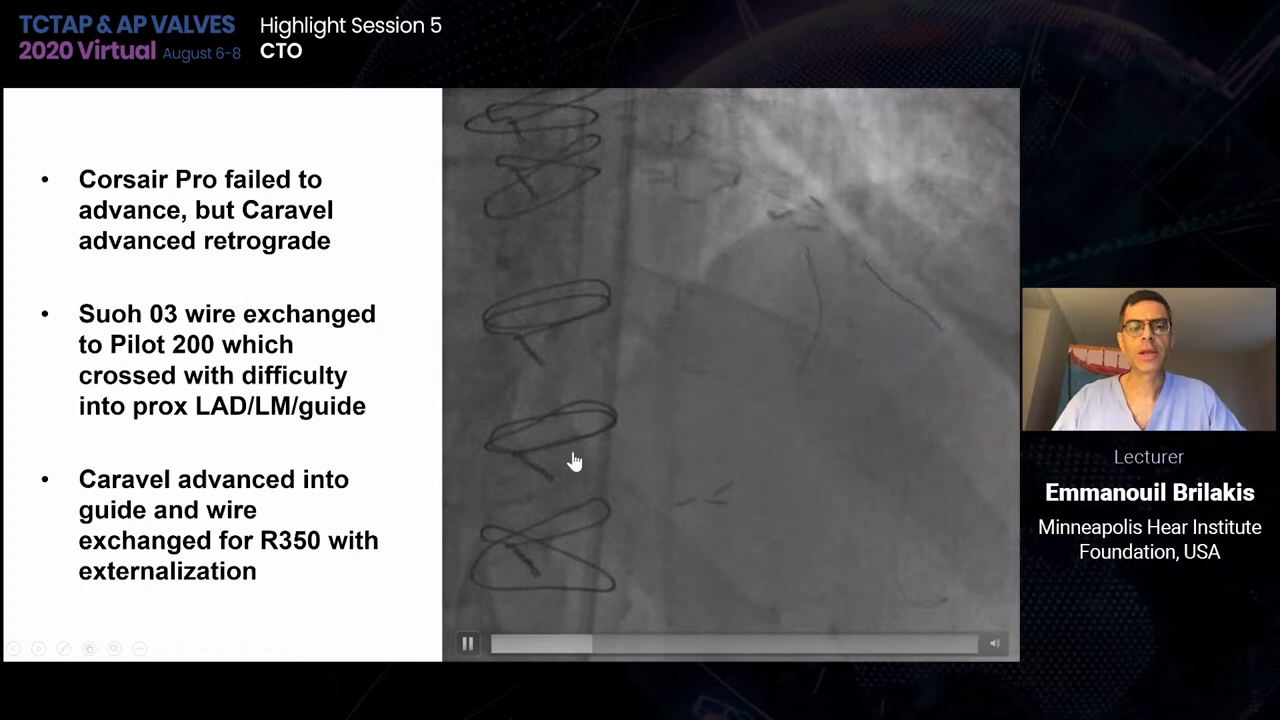 TCTAP & AP VALVES
2020 Virtual August 6-8
Highlight Session 5
CTO
• Corsair Pro failed to
advance, but Caravel
advanced retrograde
• Suoh 03 wire exchanged
to Pilot 200 which
crossed with difficulty
into prox LAD/LM/guide
• Caravel advanced into
guide and wire
exchanged for R350 with
externalization
Lecturer
Emmanouil Brilakis
Minneapolis Hear Institute
Foundation, USA